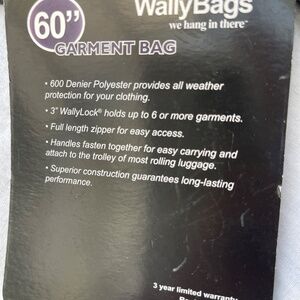 WallyBags
60”
we hang in there™
GARMENT BAG
• 600 Denier Polyester provides all weather
protection for your clothing.
• 3" WallyLock® holds up to 6 or more garments.
• Full length zipper for easy access.
• Handles fasten together for easy carrying and
attach to the trolley of most rolling luggage.
• Superior construction guarantees long-lasting
performance.
3 year limited warranty